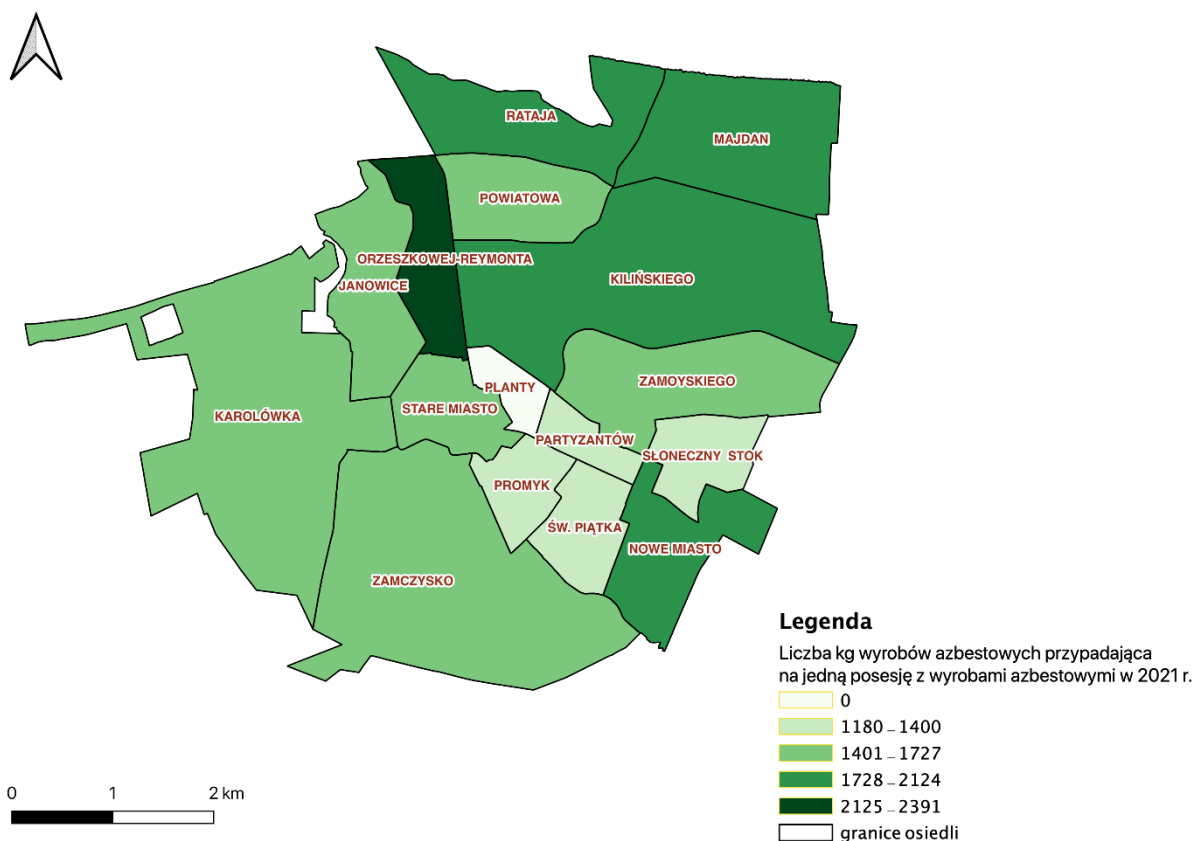 RATAJA
MAJDAN
POWIATOWA
ORZESZKOWEJ-REYMONTA
KILIŃSKIEGO
JANOWICE
ZAMOYSKIEGO
PLANTY
KAROLÓWKA
STARE MIASTO
PARTYZANTÓW
SŁONECZNY STOK
PROMYK
ŚW. PIĄTKA
NOWE MIASTO
ZAMCZYSKO
Legenda
Liczba kg wyrobów azbestowych przypadająca
na jedną posesję z wyrobami azbestowymi w 2021 r.
0
1180 – 1400
1401 – 1727
1728 – 2124
2125 – 2391
granice osiedli
0 1 2 km